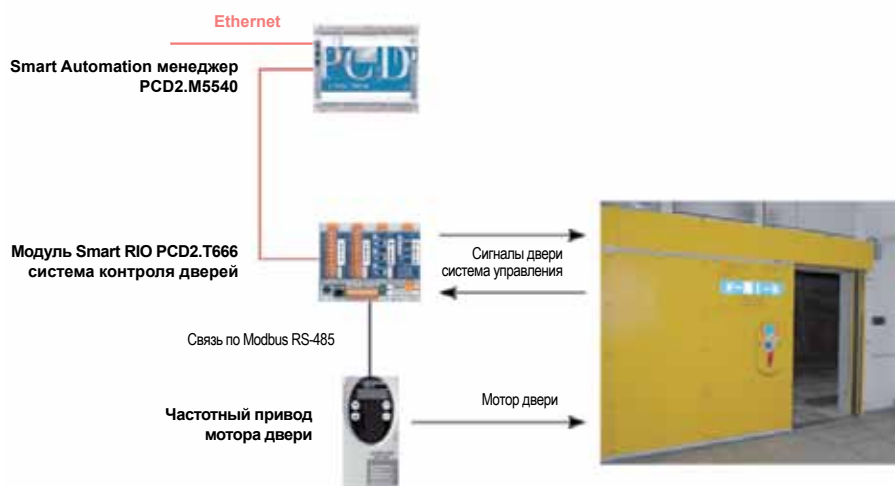 Ethernet
Smart Automation менеджер
PCD2.M5540
PCD
Модуль Smart RIO PCD2.T666
система контроля дверей
Сигналы двери
система управления
Связь по Modbus RS-485
Частотный привод
мотора двери
Мотор двери